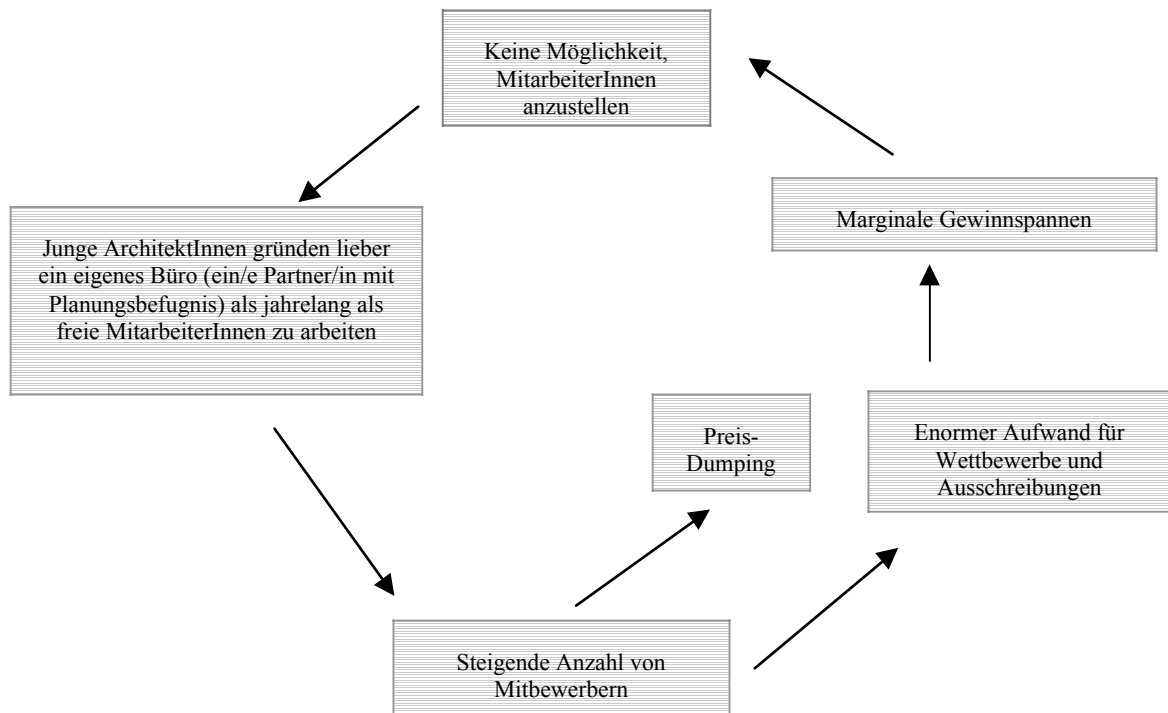 Keine Möglichkeit,
MitarbeiterInnen
anzustellen
Marginale Gewinnspannen
Junge ArchitektInnen gründen lieber
ein eigenes Büro (ein/e Partner/in mit
Planungsbefugnis) als jahrelang als
freie MitarbeiterInnen zu arbeiten
Preis-
Dumping
Enormer Aufwand für
Wettbewerbe und
Ausschreibungen
Steigende Anzahl von
Mitbewerbern